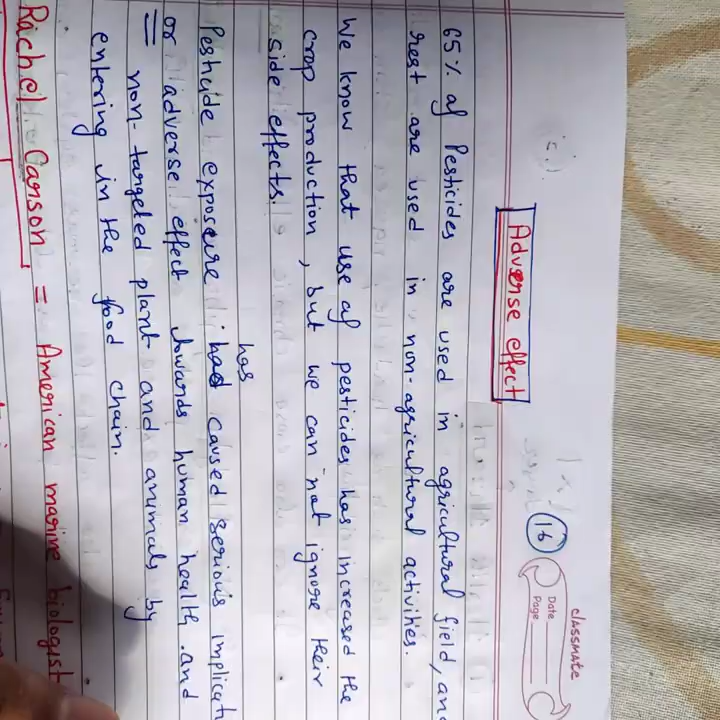 classmate
Date
Page
16
Adverse effect
65% of Pesticides are used in agricultural field, and
rest are used in non-agricultural activities.
We know that use of pesticides has increased the
crop production, but we can not ignore their
side effects.
has
Pesticide exposure had caused serious implicati
or adverse effect towards human health and
= non-targeted plant and animals by
entering in the food chain.
Rachel Carson = American marine biologist